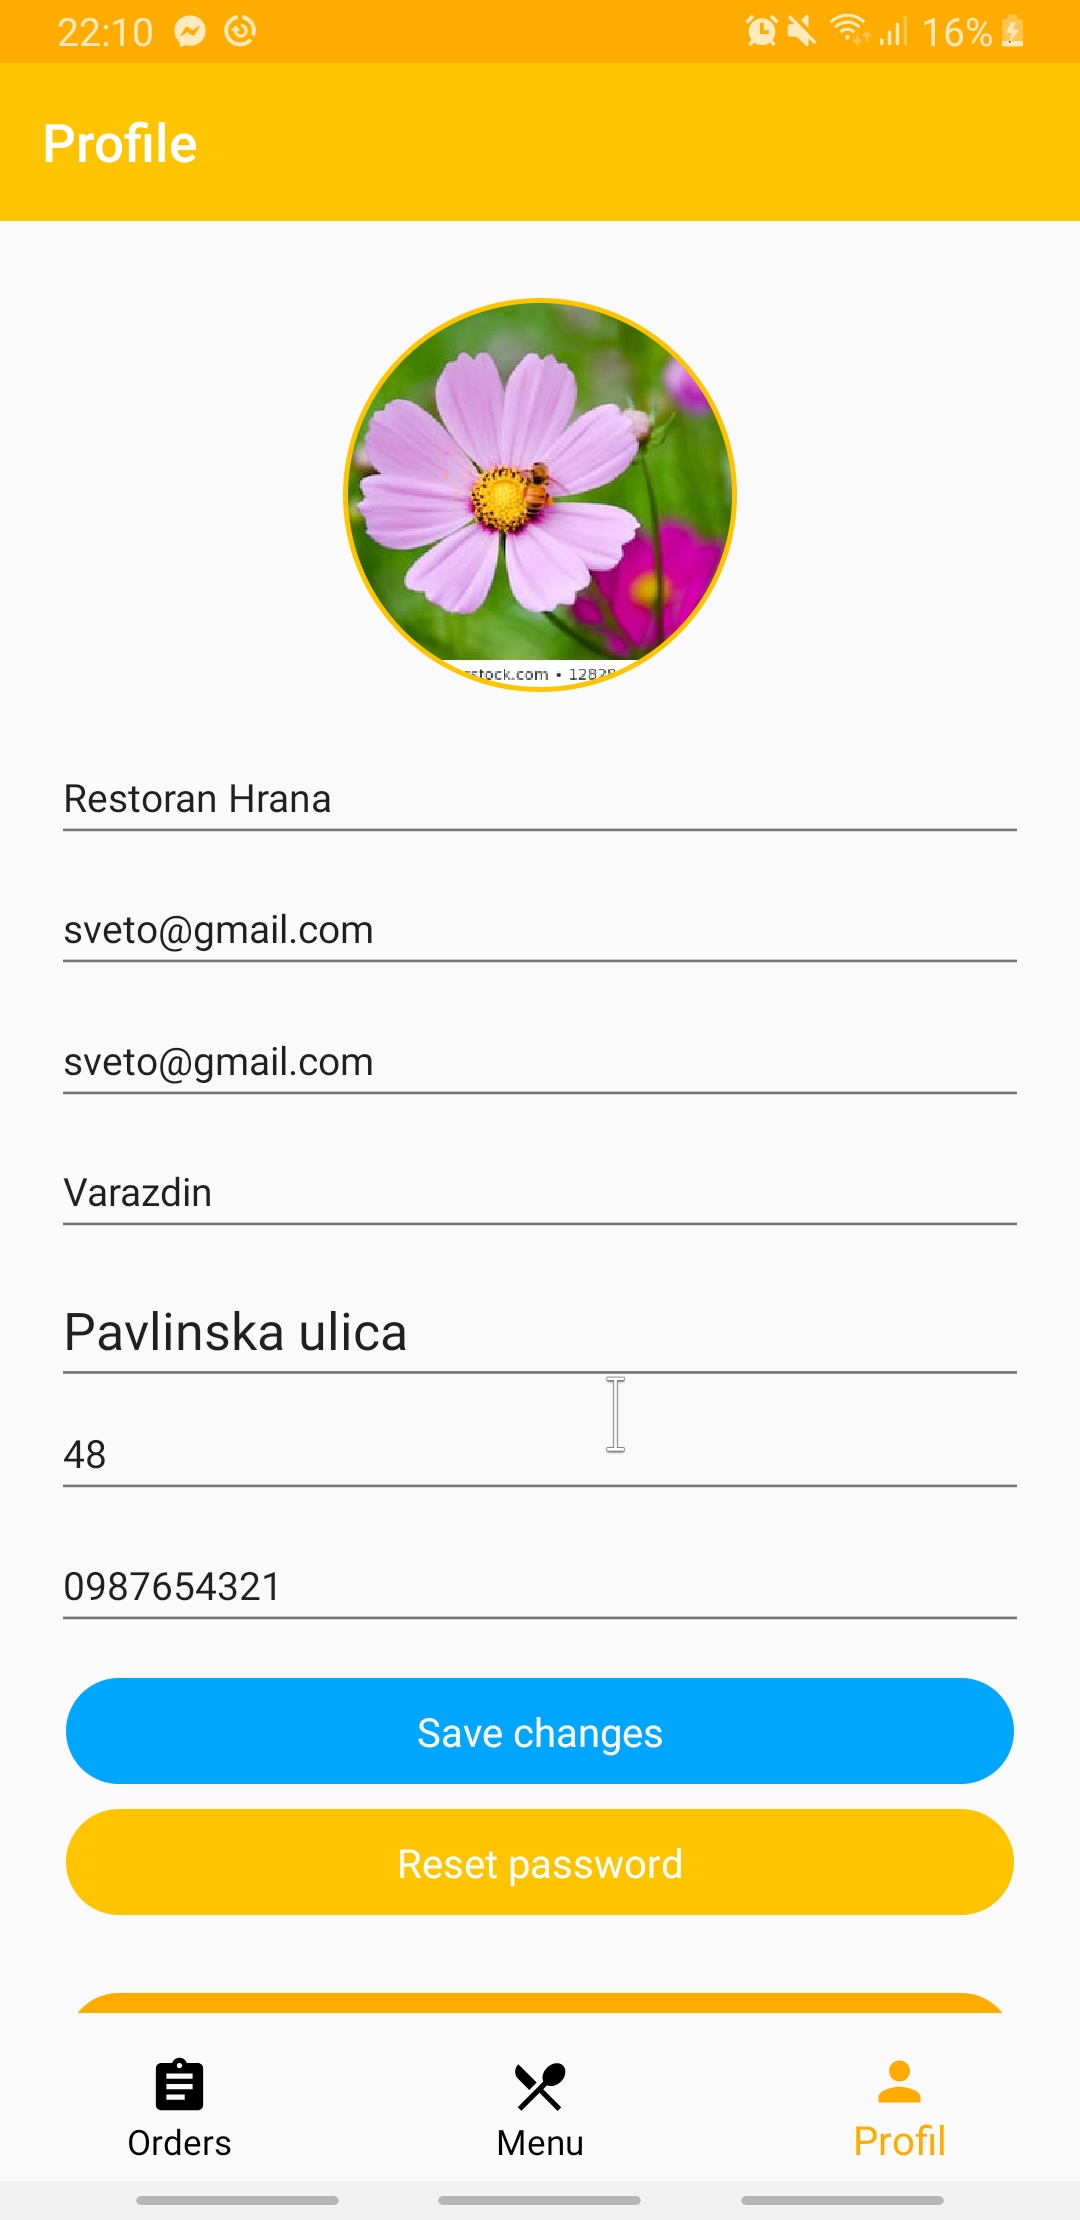 22:10 16%
Profile
stock.com • 1282
Restoran Hrana
sveto@gmail.com
sveto@gmail.com
Varazdin
Pavlinska ulica
48
0987654321
Save changes
Reset password
Orders Menu Profil